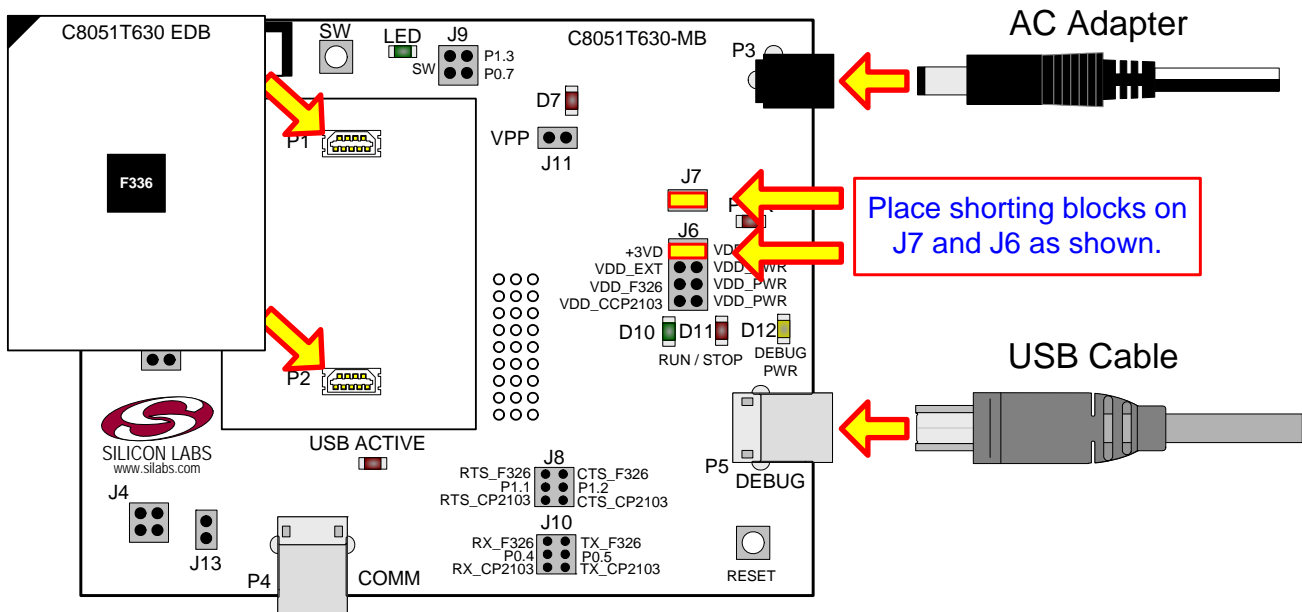 C8051T630 EDB
F336
SW
LED
J9
SW
P1.3
P0.7
C8051T630-MB
P3
AC Adapter
D7
VPP
J11
P1
J7
J6
+3VD
VDD_EXT
VDD_PWR
VDD_F326
VDD_PWR
VDD_CCP2103
VDD_PWR
Place shorting blocks on
J7 and J6 as shown.
D10
D11
D12
RUN / STOP
DEBUG
PWR
USB Cable
P2
SILICON LABS
www.silabs.com
USB ACTIVE
J8
RTS_F326
CTS_F326
P1.1
P1.2
RTS_CP2103
CTS_CP2103
P5
DEBUG
J4
J13
J10
RX_F326
TX_F326
P0.4
P0.5
RX_CP2103
TX_CP2103
RESET
P4
COMM